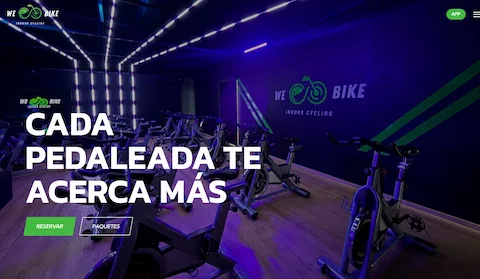 WE BIKE
INDOOR CYCLING
APP
WE BIKE
INDOOR CYCLING
WE BIKE
INDOOR CYCLING
CADA
PEDALEADA TE
ACERCA MÁS
RESERVAR
PAQUETES